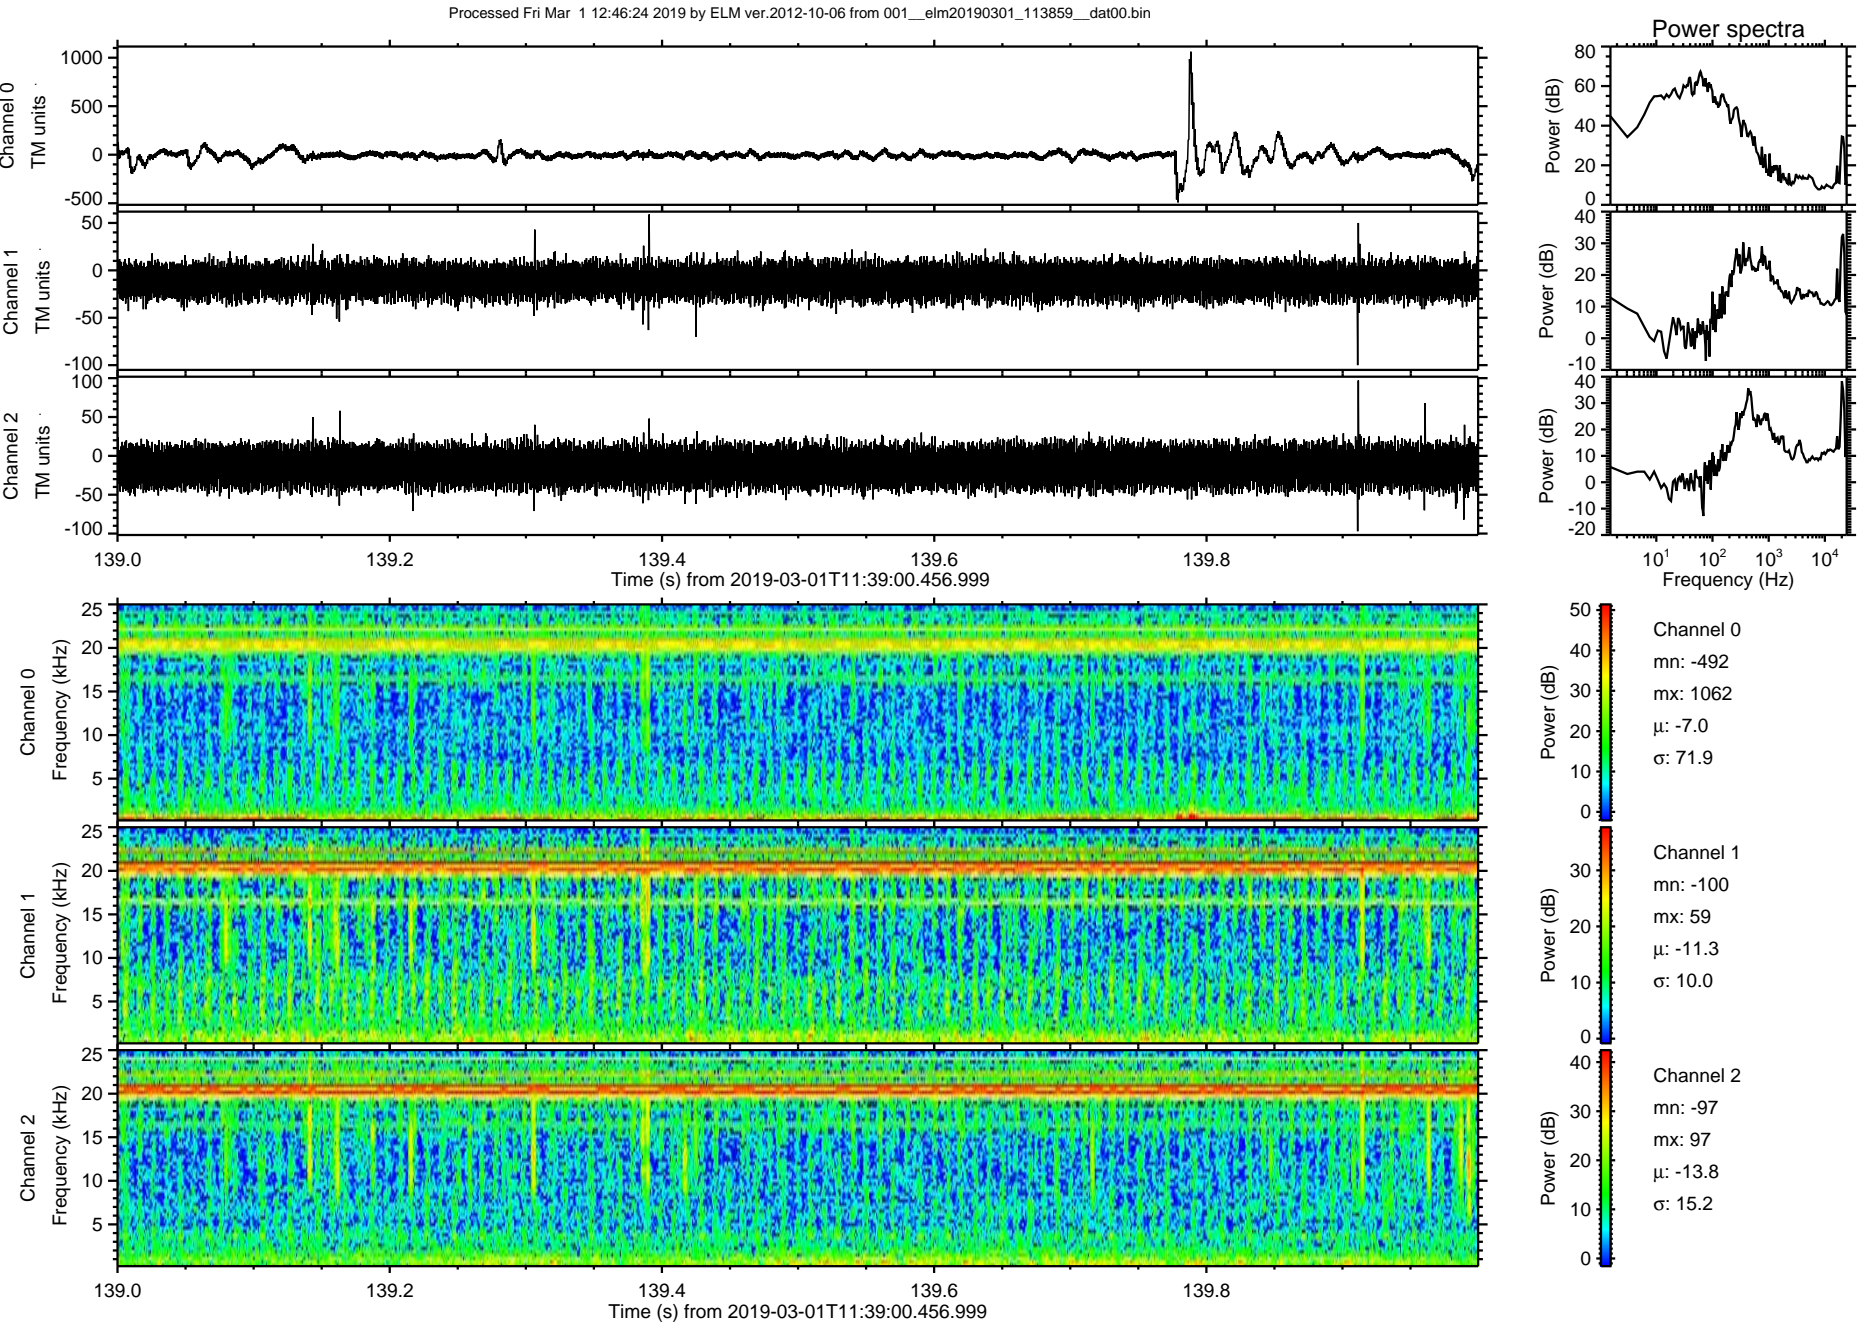 Processed Fri Mar  1 12:46:24 2019 by ELM ver.2012-10-06 from 001__elm20190301_113859__dat00.bin
Power spectra
Channel 0
TM units
1000
500
0
-500
Power (dB)
80
60
40
20
0
Channel 1
TM units
50
0
-50
-100
Power (dB)
40
30
20
10
0
-10
Channel 2
TM units
100
50
0
-50
-100
Power (dB)
40
30
20
10
0
-10
-20
139.0 139.2 139.4 139.6 139.8
Time (s) from 2019-03-01T11:39:00.456.999
10¹ 10² 10³ 10⁴
Frequency (Hz)
Channel 0
Frequency (kHz)
25
20
15
10
5
Power (dB)
50
40
30
20
10
0
Channel 0
mn: -492
mx: 1062
µ: -7.0
σ: 71.9
Channel 1
Frequency (kHz)
25
20
15
10
5
Power (dB)
30
20
10
0
Channel 1
mn: -100
mx: 59
µ: -11.3
σ: 10.0
Channel 2
Frequency (kHz)
25
20
15
10
5
Power (dB)
40
30
20
10
0
Channel 2
mn: -97
mx: 97
µ: -13.8
σ: 15.2
139.0 139.2 139.4 139.6 139.8
Time (s) from 2019-03-01T11:39:00.456.999